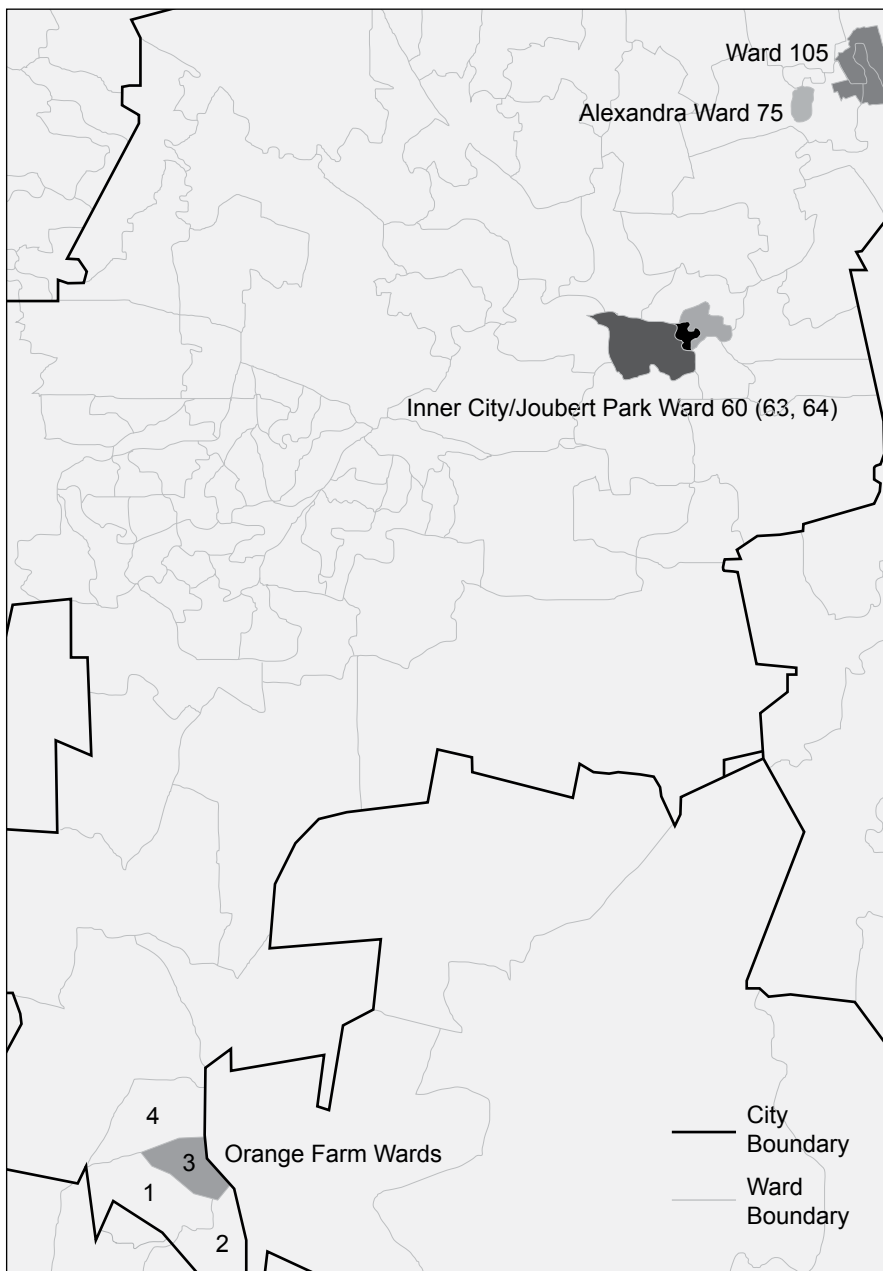 Ward 105
Alexandra Ward 75
Inner City/Joubert Park Ward 60 (63, 64)
4
3
Orange Farm Wards
1
2
City
Boundary
Ward
Boundary